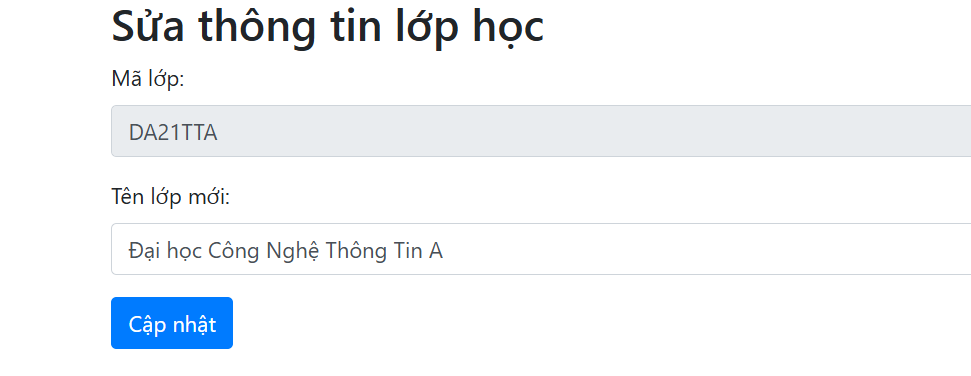 Sửa thông tin lớp học
Mã lớp:
DA21TTA
Tên lớp mới:
Đại học Công Nghệ Thông Tin A
Cập nhật